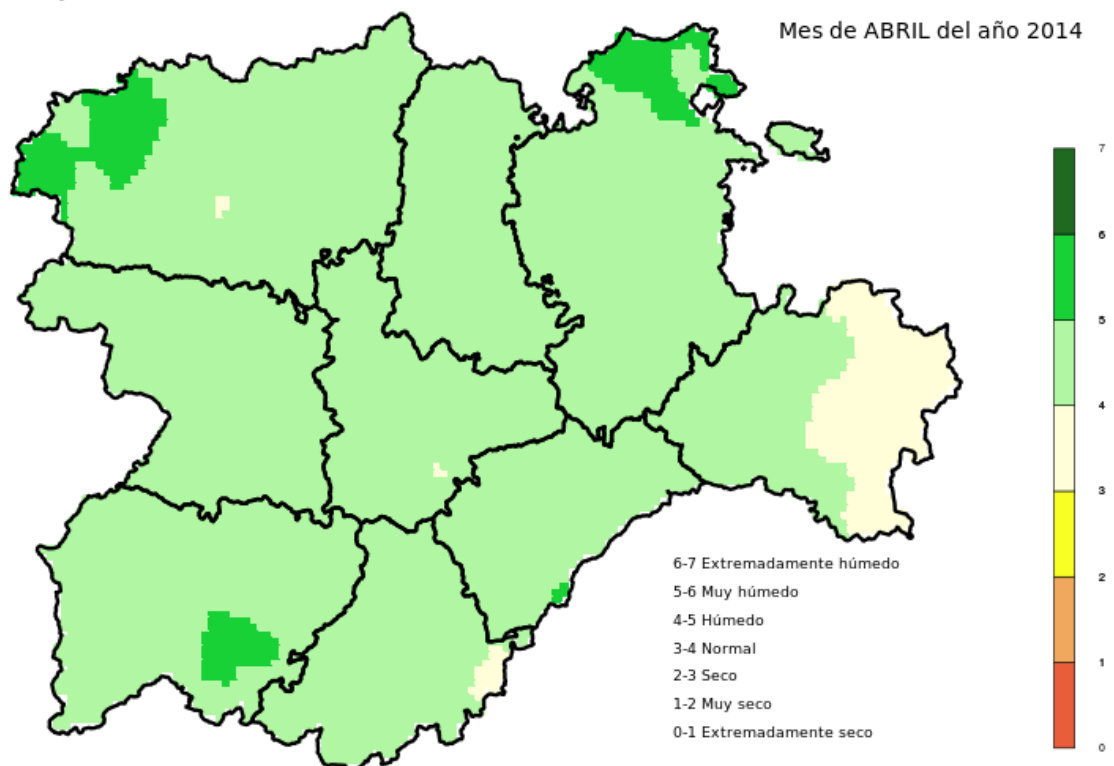 Mes de ABRIL del año 2014
7
6
5
4
3
2
1
0
6-7 Extremadamente húmedo
5-6 Muy húmedo
4-5 Húmedo
3-4 Normal
2-3 Seco
1-2 Muy seco
0-1 Extremadamente seco